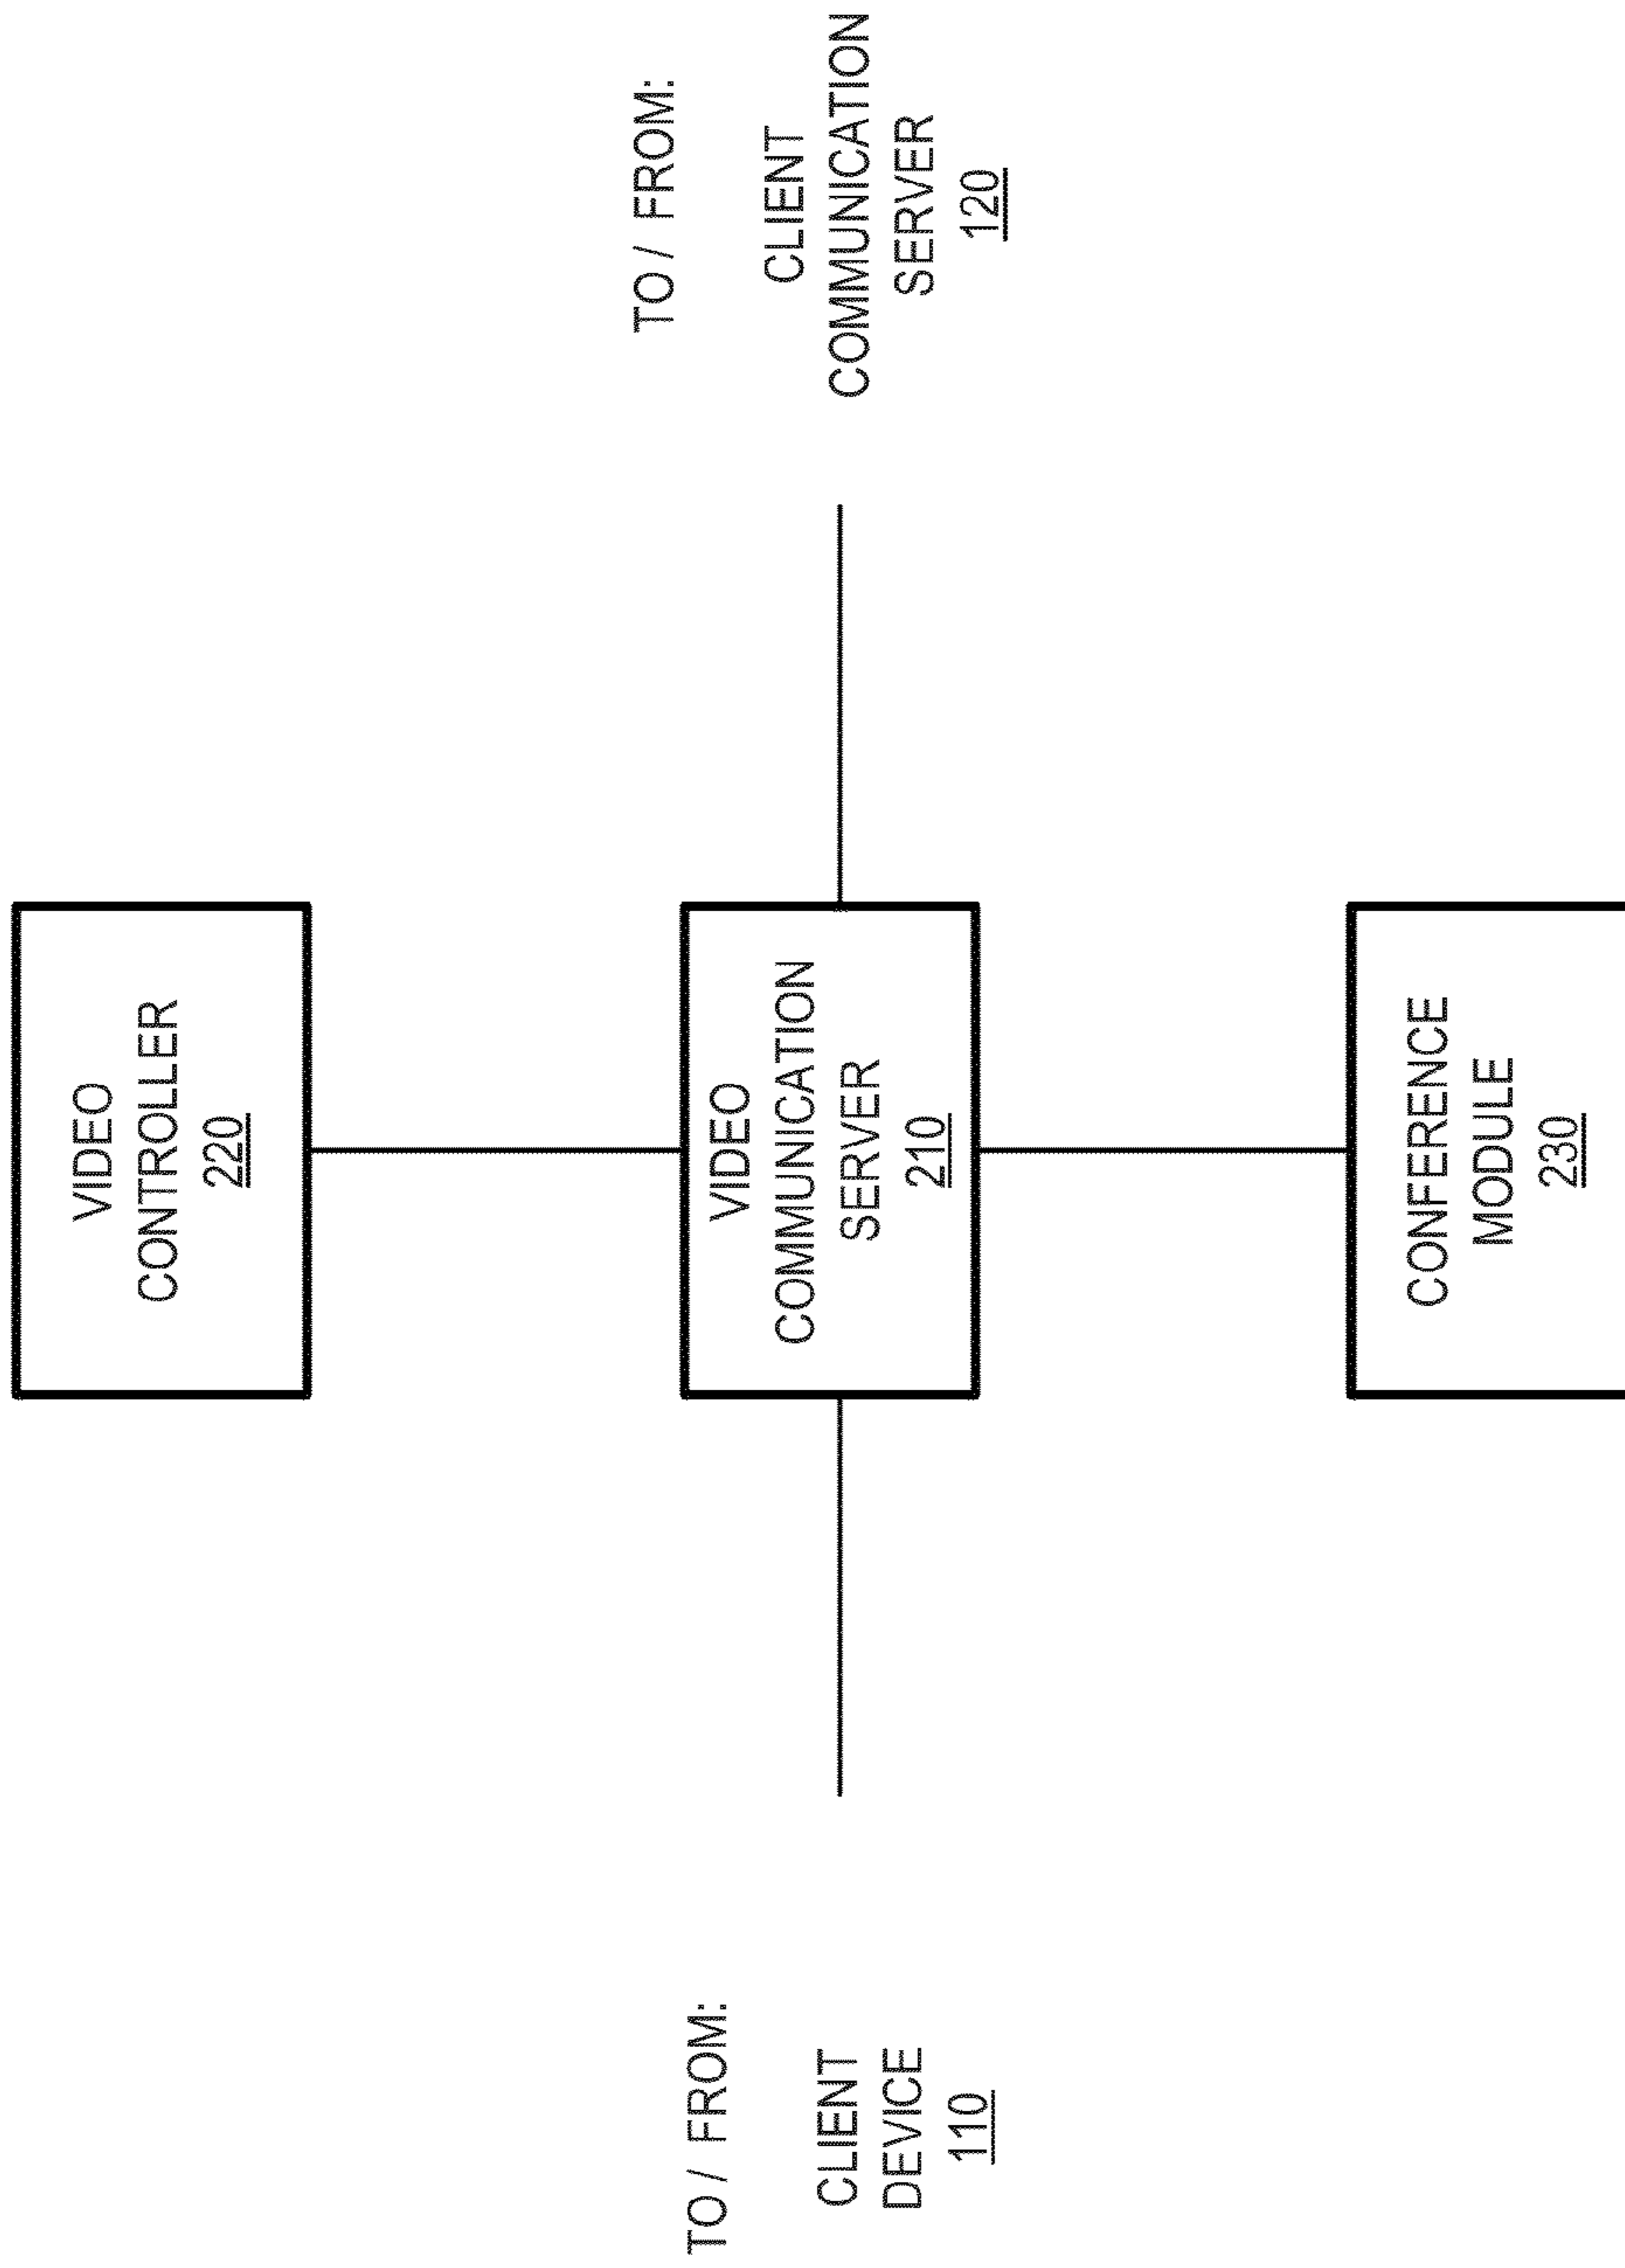 VIDEO
CONTROLLER
220
TO / FROM:
CLIENT
DEVICE
110
VIDEO
COMMUNICATION
SERVER
210
TO / FROM:
CLIENT
COMMUNICATION
SERVER
120
CONFERENCE
MODULE
230